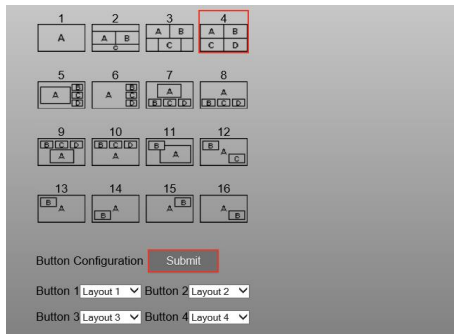 1 2 3 4
A A B C A B C A B C D
5 6 7 8
A B C D A B C D A B C D A B C D
9 10 11 12
B C D A B C D A B A B A C
13 14 15 16
B A A B A B A B
Button Configuration Submit
Button 1 Layout 1 Button 2 Layout 2
Button 3 Layout 3 Button 4 Layout 4